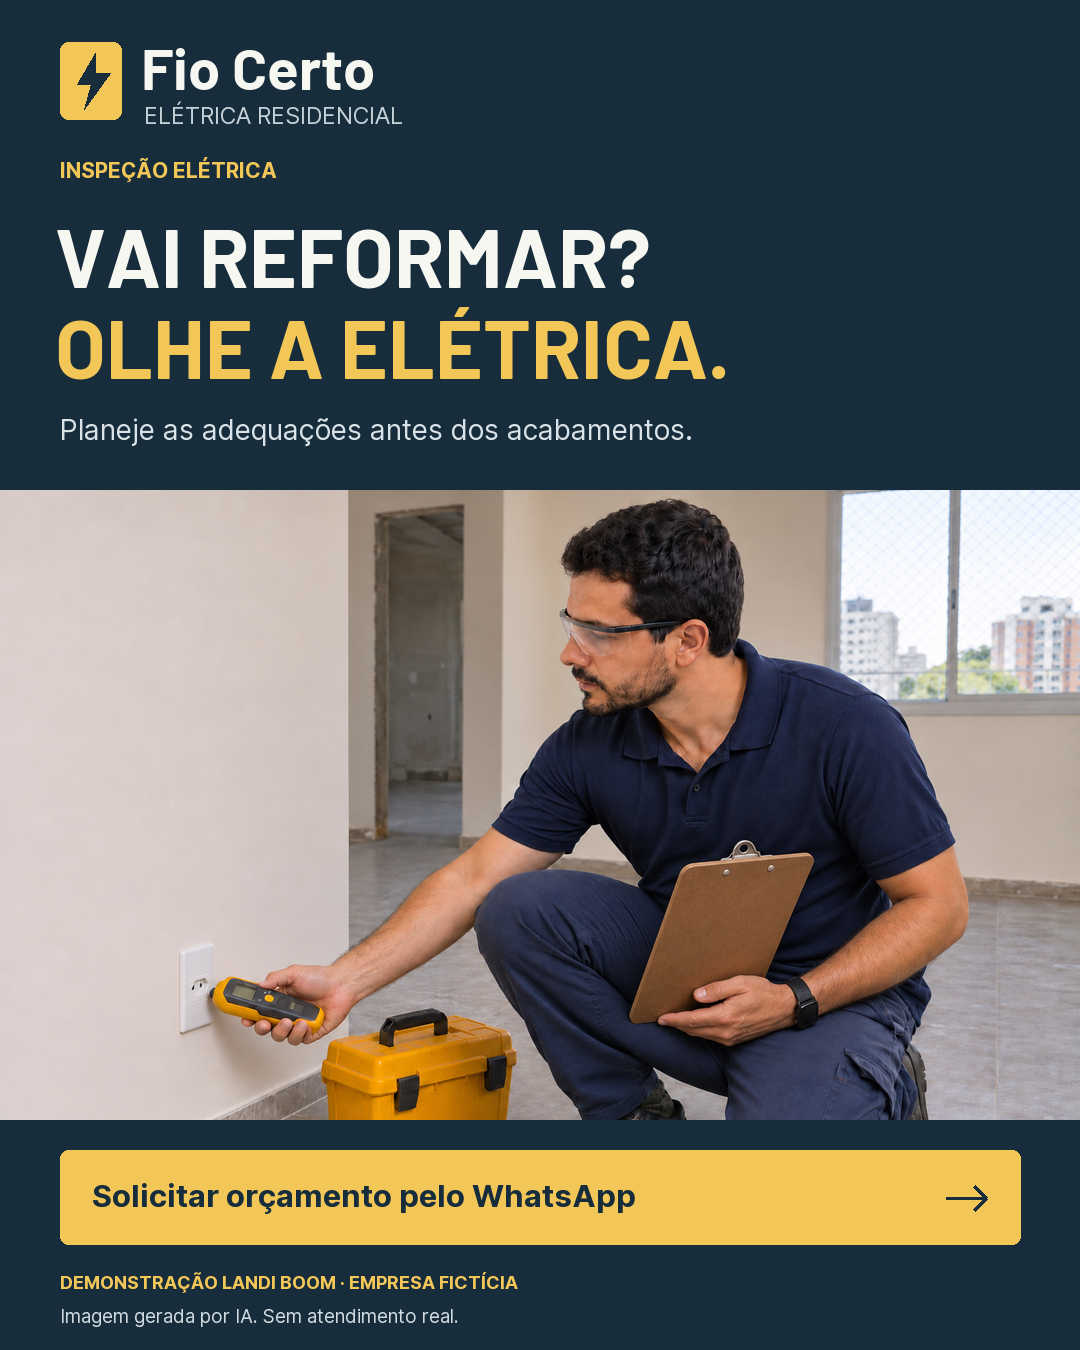 Fio Certo
ELÉTRICA RESIDENCIAL
INSPEÇÃO ELÉTRICA
VAI REFORMAR?
OLHE A ELÉTRICA.
Planeje as adequações antes dos acabamentos.
Solicitar orçamento pelo WhatsApp
DEMONSTRAÇÃO LANDI BOOM · EMPRESA FICTÍCIA
Imagem gerada por IA. Sem atendimento real.